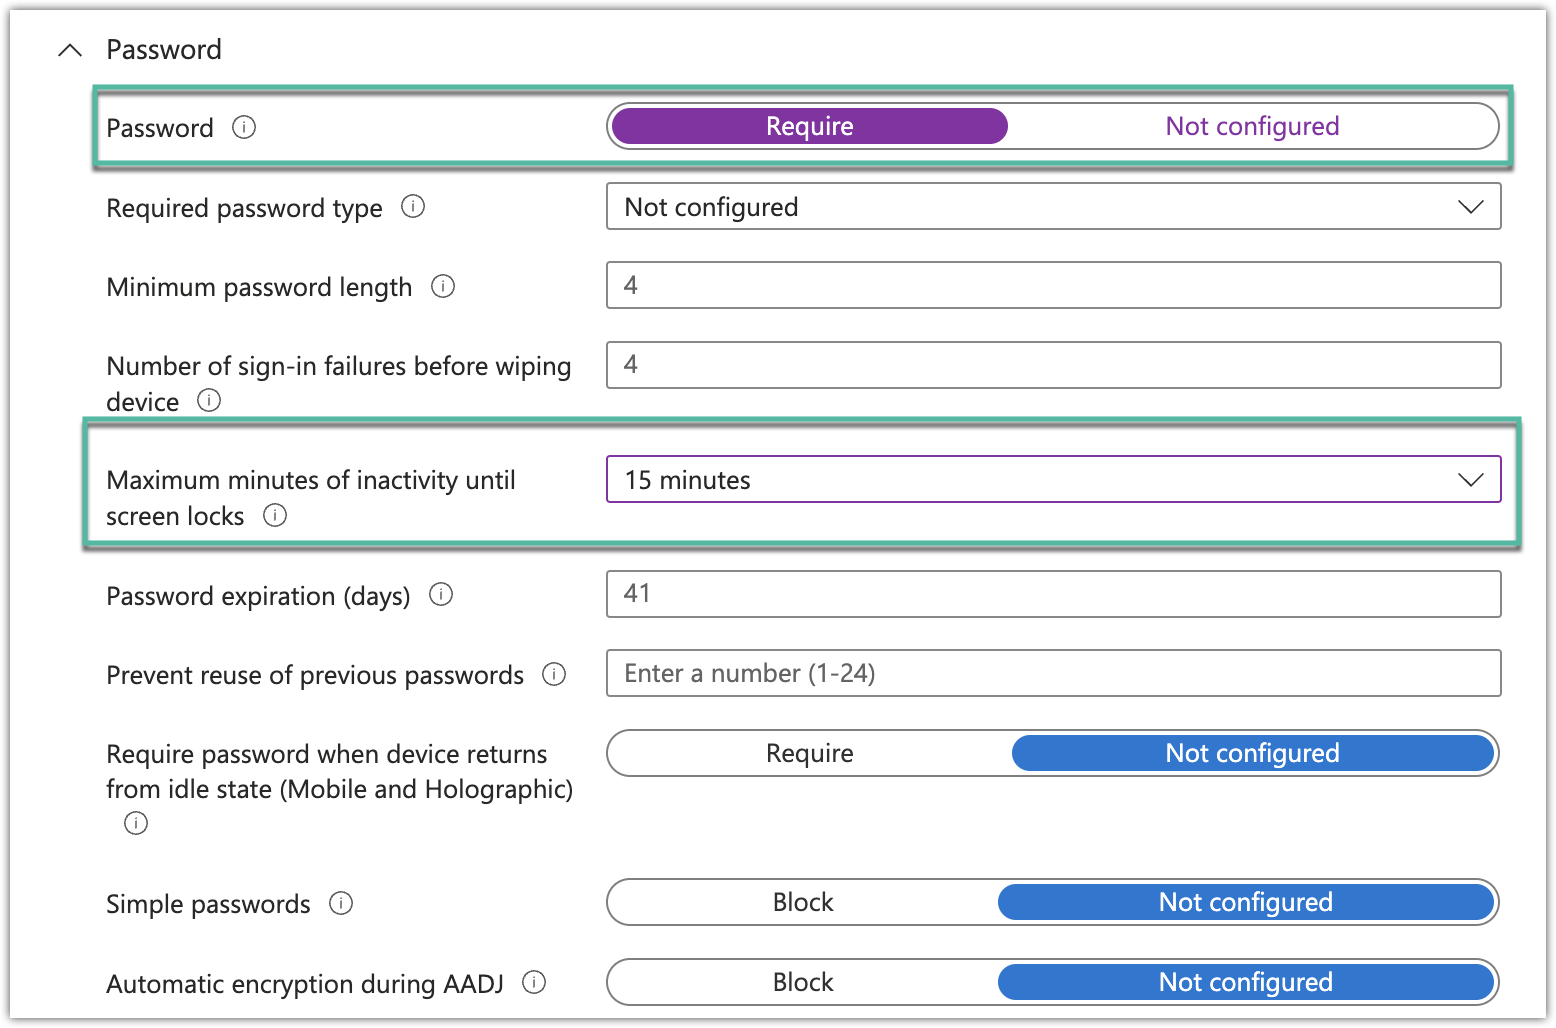 Password
Password
Require
Not configured
Required password type
Not configured
Minimum password length
4
Number of sign-in failures before wiping
device
4
Maximum minutes of inactivity until
screen locks
15 minutes
Password expiration (days)
41
Prevent reuse of previous passwords
Enter a number (1-24)
Require password when device returns
from idle state (Mobile and Holographic)
Require
Not configured
Simple passwords
Block
Not configured
Automatic encryption during AADJ
Block
Not configured